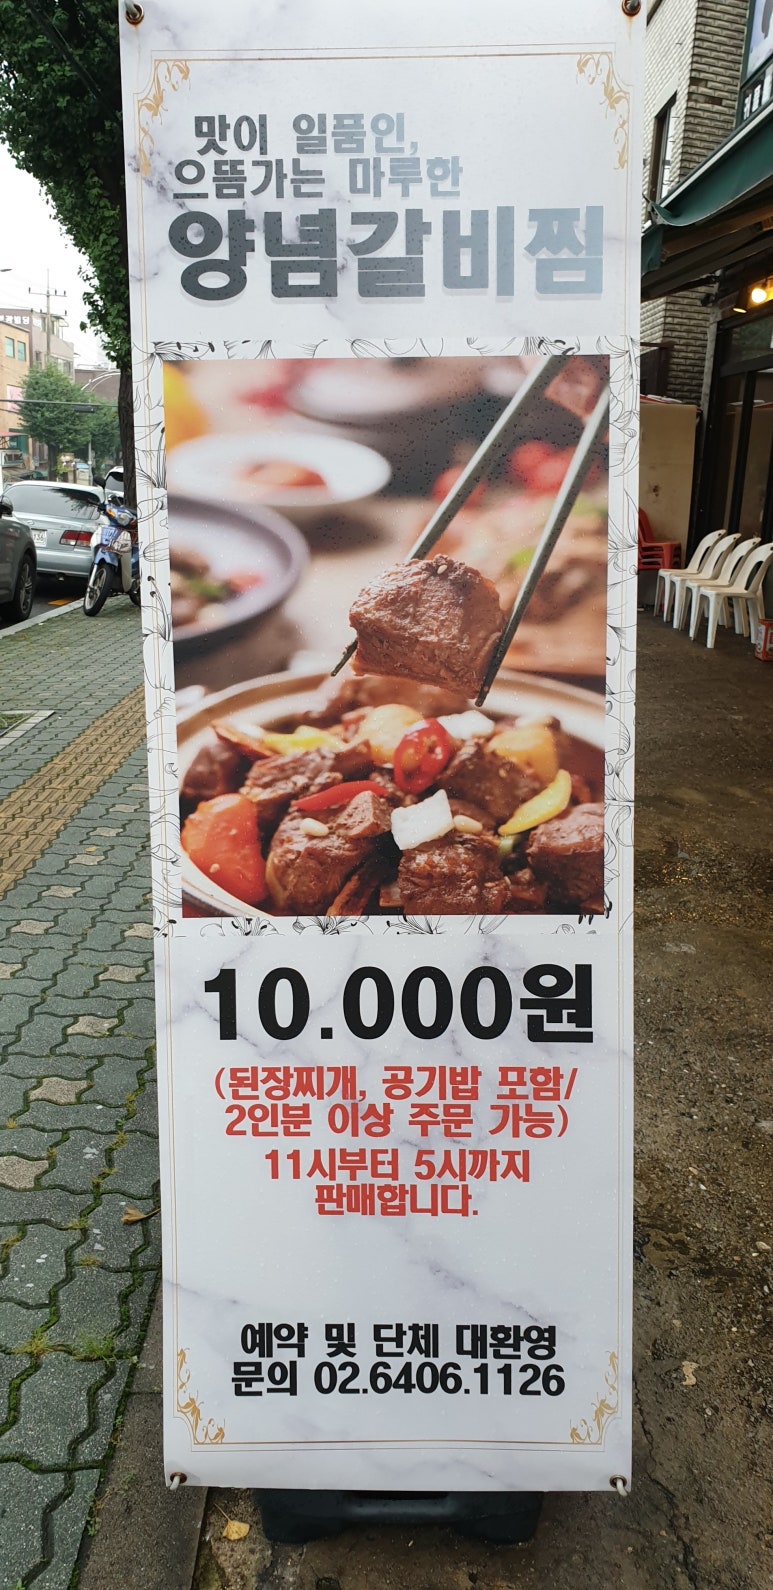 맛이 일품인,
으뜸가는 마루한
양념갈비찜
10.000원
(된장찌개, 공기밥 포함/
2인분 이상 주문 가능)
11시부터 5시까지
판매합니다.
예약 및 단체 대환영
문의 02.6406.1126